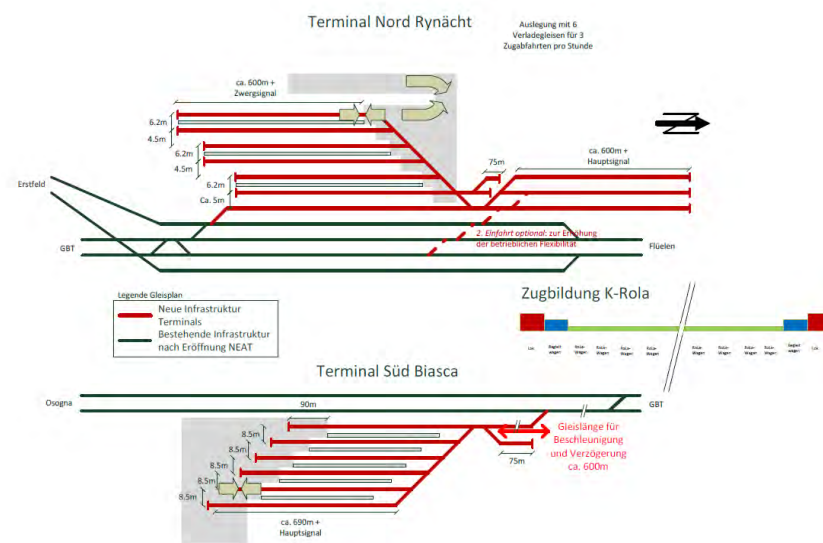 Terminal Nord Rynächt
Auslegung mit 6
Verladegleisen für 3
Zugabfahrten pro Stunde
ca. 600m +
Zwergsignal
6.2m
4.5m
6.2m
4.5m
6.2m
Ca. 5m
75m
ca. 600m +
Hauptsignal
Erstfeld
GBT
2. Einfahrt optional: zur Erhöhung
der betrieblichen Flexibilität
Flüelen
Legende Gleisplan
Neue Infrastruktur
Terminals
Bestehende Infrastruktur
nach Eröffnung NEAT
Zugbildung K-Rola
Terminal Süd Biasca
Osogna
90m
GBT
8.5m
8.5m
8.5m
8.5m
8.5m
Gleislänge für
Beschleunigung
und Verzögerung
ca. 600m
75m
ca. 690m +
Hauptsignal